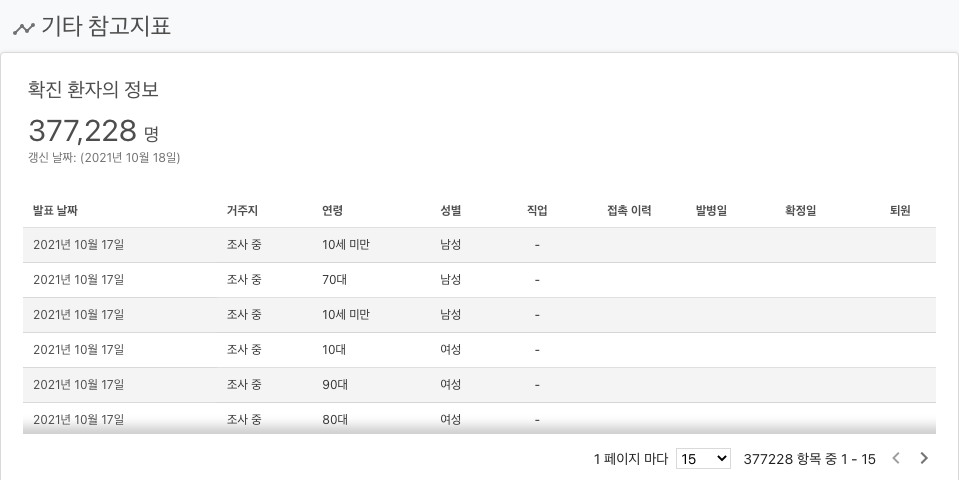 기타 참고지표
확진 환자의 정보
377,228 명
갱신 날짜: (2021년 10월 18일)
발표 날짜 거주지 연령 성별 직업 접촉 이력 발병일 확정일 퇴원
2021년 10월 17일 조사 중 10세 미만 남성 -
2021년 10월 17일 조사 중 70대 남성 -
2021년 10월 17일 조사 중 10세 미만 남성 -
2021년 10월 17일 조사 중 10대 여성 -
2021년 10월 17일 조사 중 90대 여성 -
2021년 10월 17일 조사 중 80대 여성 -
1 페이지 마다 15 377228 항목 중 1 - 15